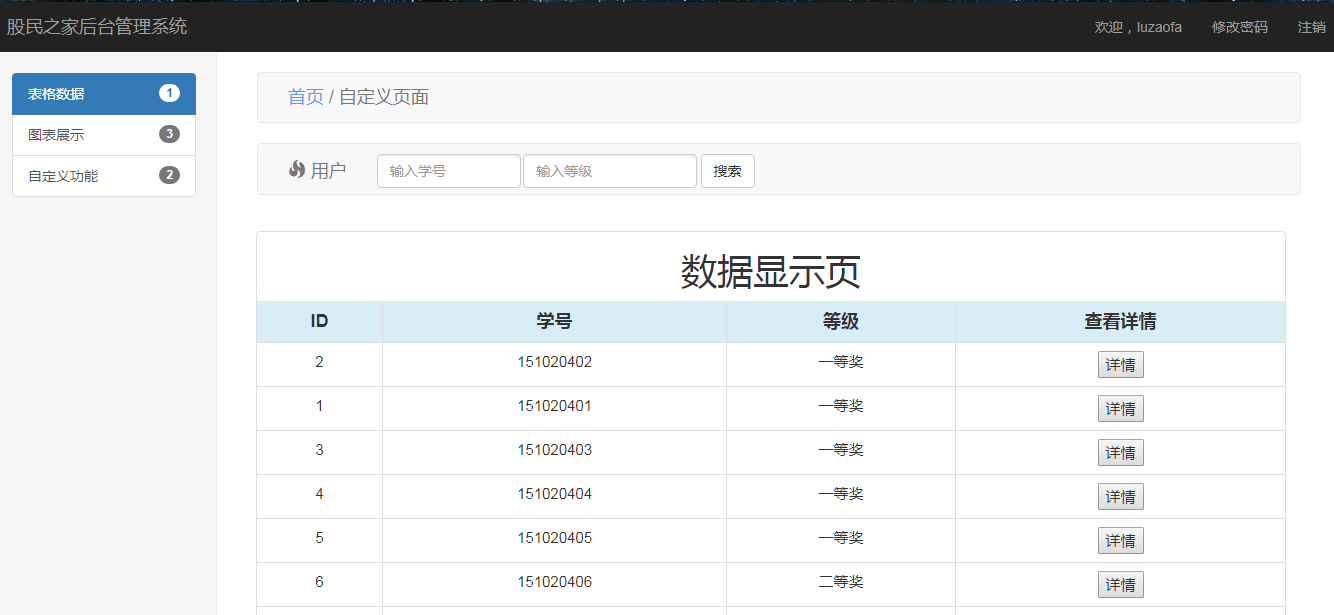 股民之家后台管理系统 欢迎，luzaofa 修改密码 注销
表格数据 1
图表展示 3
自定义功能 2
首页 / 自定义页面
用户 输入学号 输入等级 搜索
数据显示页
ID 学号 等级 查看详情
2 151020402 一等奖 详情
1 151020401 一等奖 详情
3 151020403 一等奖 详情
4 151020404 一等奖 详情
5 151020405 一等奖 详情
6 151020406 二等奖 详情